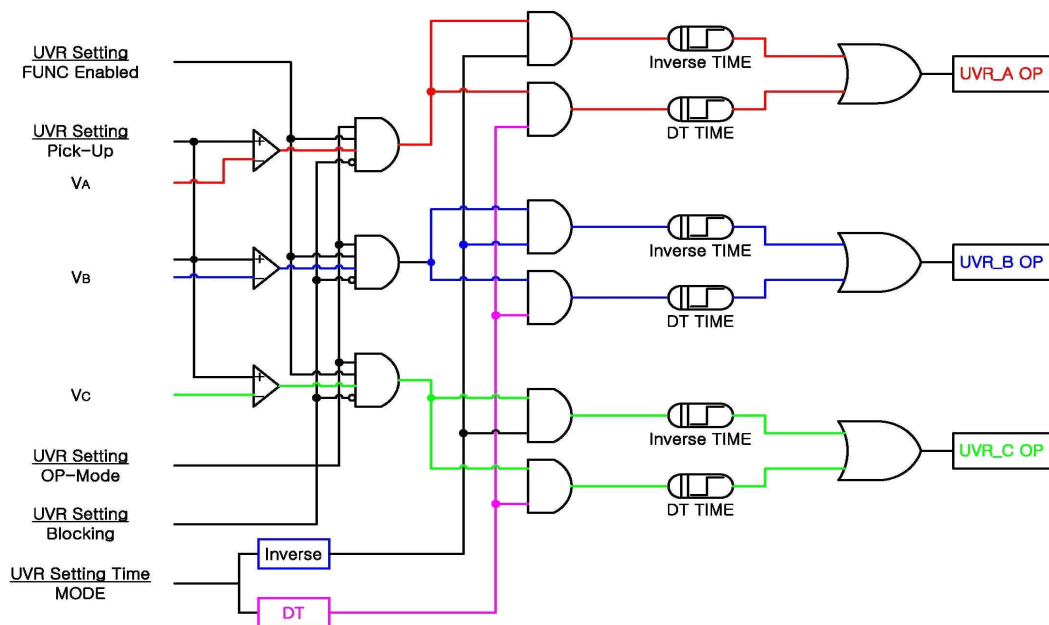 UVR Setting
FUNC Enabled
UVR Setting
Pick-Up
VA
VB
VC
UVR Setting
OP-Mode
UVR Setting
Blocking
UVR Setting Time
MODE
Inverse
DT
+
−
+
−
+
−
Inverse TIME
DT TIME
UVR_A OP
Inverse TIME
DT TIME
UVR_B OP
Inverse TIME
DT TIME
UVR_C OP